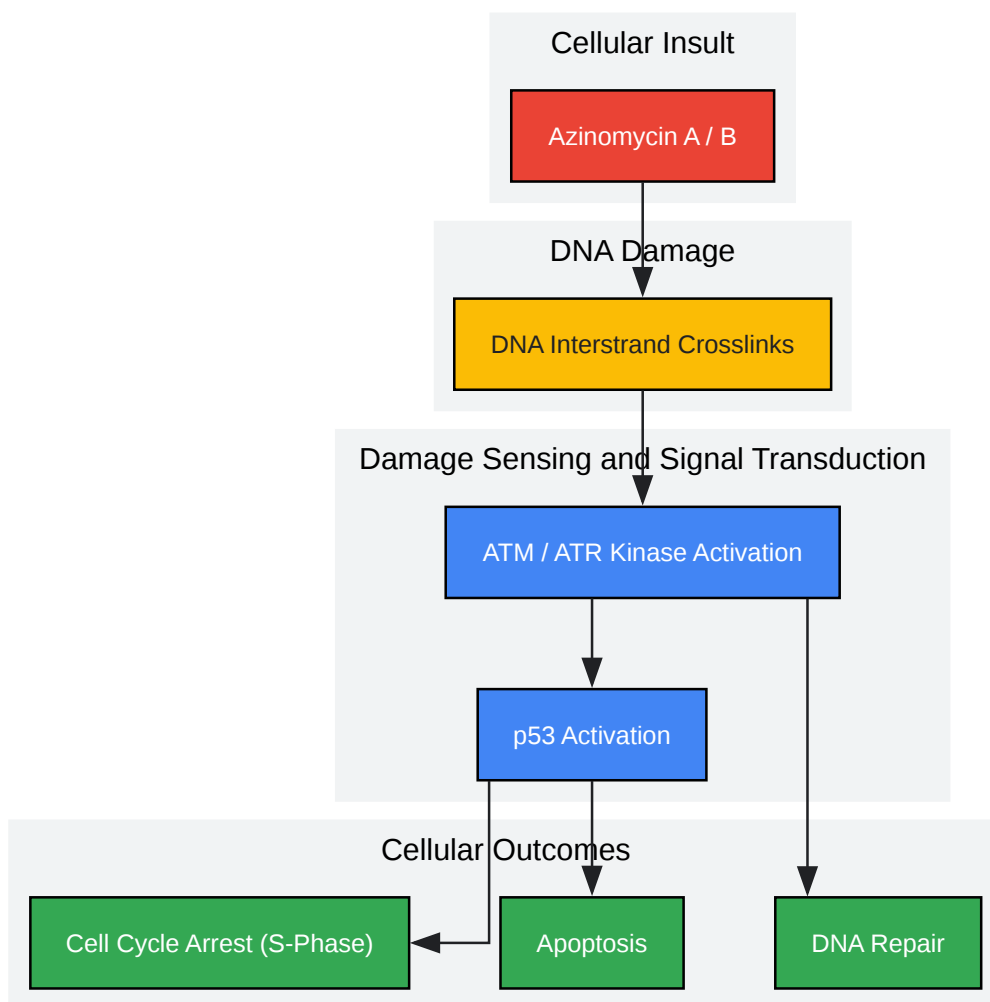 Cellular Insult
Azinomycin A / B
DNA Damage
DNA Interstrand Crosslinks
Damage Sensing and Signal Transduction
ATM / ATR Kinase Activation
p53 Activation
Cellular Outcomes
Cell Cycle Arrest (S-Phase)
Apoptosis
DNA Repair